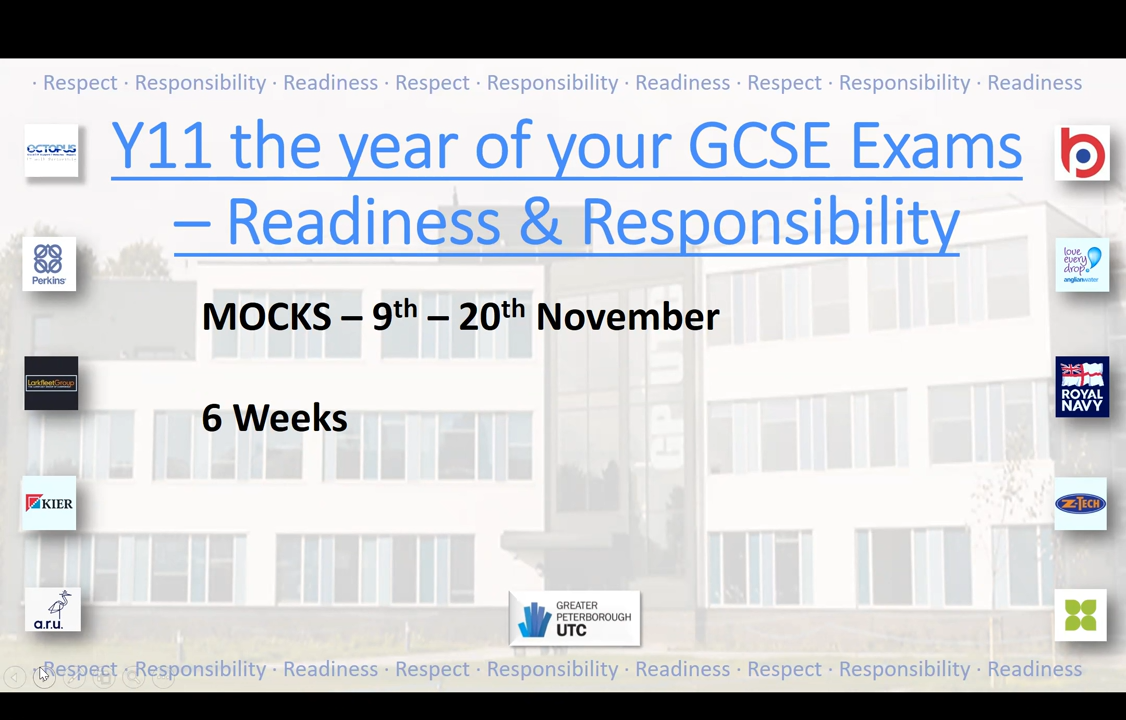 · Respect · Responsibility · Readiness · Respect · Responsibility · Readiness · Respect · Responsibility · Readiness
Y11 the year of your GCSE Exams
– Readiness & Responsibility
OCTOPUS
Perkins
LarkfleetGroup
KIER
a.r.u.
MOCKS – 9th – 20th November
6 Weeks
love
every
drop
anglianwater
ROYAL
NAVY
Z-TECH
GREATER
PETERBOROUGH
UTC
· Respect · Responsibility · Readiness · Respect · Responsibility · Readiness · Respect · Responsibility · Readiness